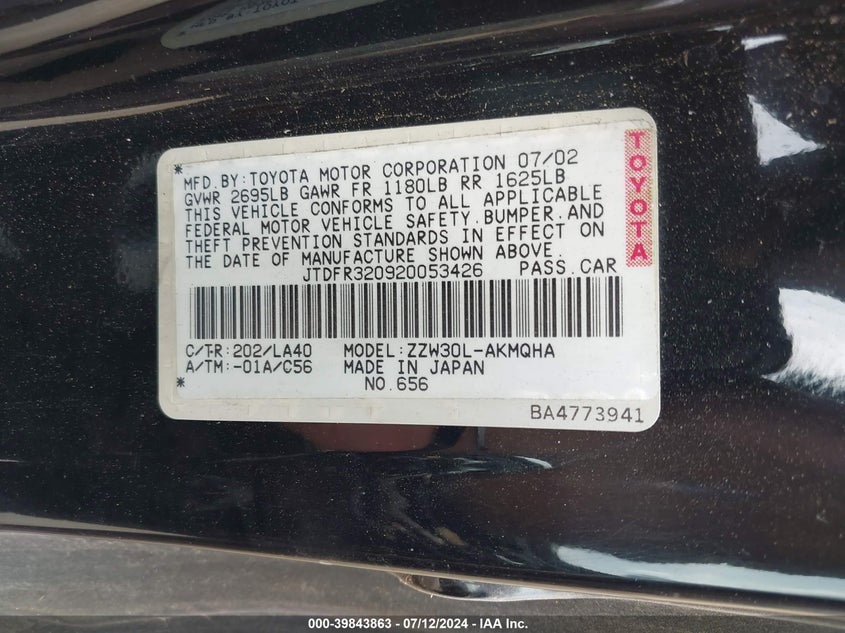 MFD.BY:TOYOTA MOTOR CORPORATION 07/02
GVWR 2695LB GAWR FR 1180LB RR 1625LB
THIS VEHICLE CONFORMS TO ALL APPLICABLE
FEDERAL MOTOR VEHICLE SAFETY.BUMPER.AND
THEFT PREVENTION STANDARDS IN EFFECT ON
THE DATE OF MANUFACTURE SHOWN ABOVE.
JTDFR320920053426 PASS.CAR
TOYOTA
C/TR:202/LA40 MODEL:ZZW30L-AKMQHA
A/TM:-01A/C56 MADE IN JAPAN
NO.656
BA4773941
000-39843863 - 07/12/2024 - IAA Inc.